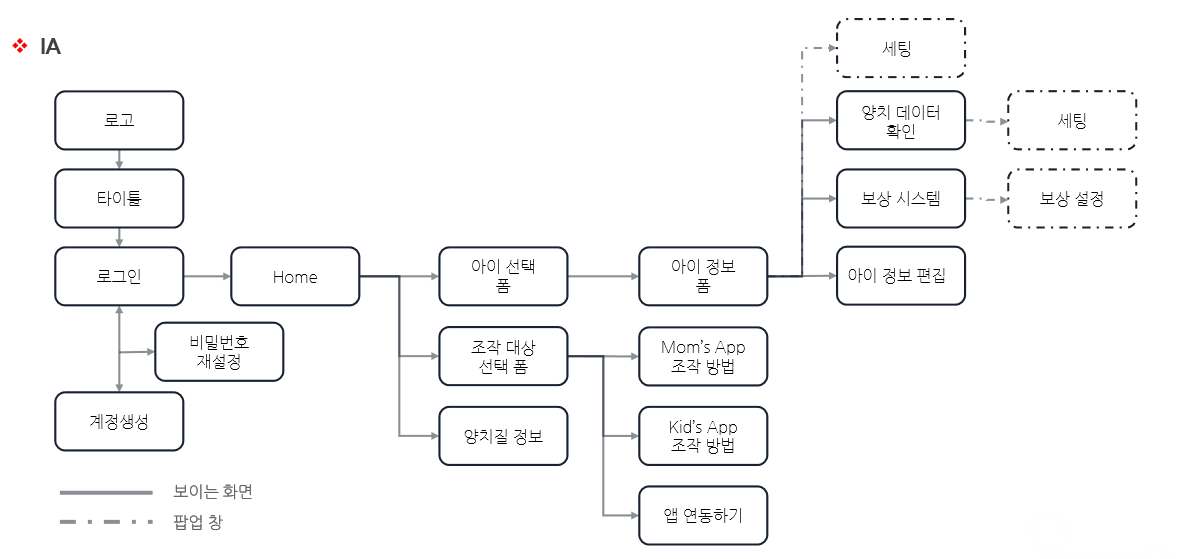 IA
로고
타이틀
로그인
비밀번호
재설정
계정생성
Home
아이 선택
폼
조작 대상
선택 폼
양치질 정보
아이 정보
폼
Mom's App
조작 방법
Kid's App
조작 방법
앱 연동하기
세팅
양치 데이터
확인
세팅
보상 시스템
보상 설정
아이 정보 편집
보이는 화면
팝업 창